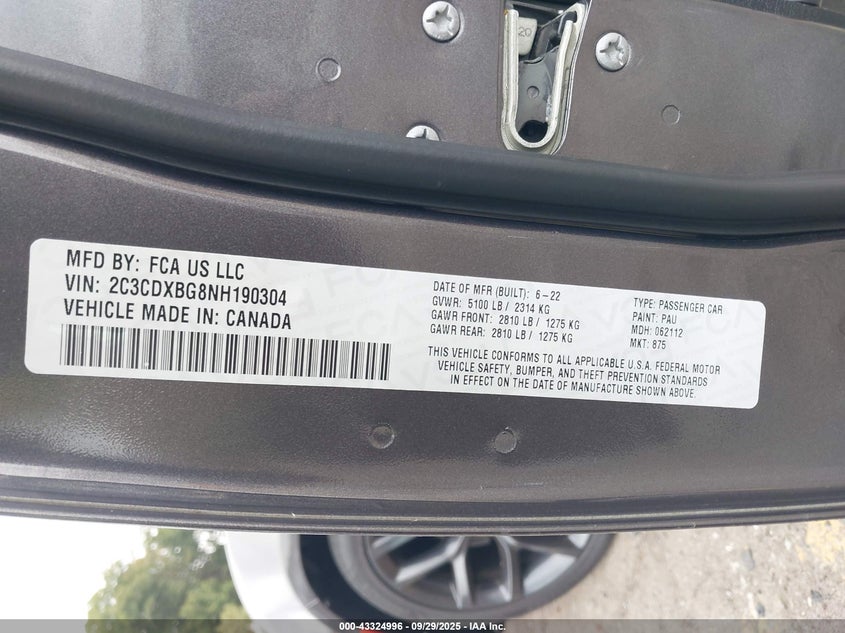 20
MFD BY: FCA US LLC
VIN: 2C3CDXBG8NH190304
VEHICLE MADE IN: CANADA
DATE OF MFR (BUILT): 6-22
GVWR: 5100 LB / 2314 KG
GAWR FRONT: 2810 LB / 1275 KG
GAWR REAR: 2810 LB / 1275 KG
TYPE: PASSENGER CAR
PAINT: PAU
MDH: 062112
MKT: 875
THIS VEHICLE CONFORMS TO ALL APPLICABLE U.S.A. FEDERAL MOTOR
VEHICLE SAFETY, BUMPER, AND THEFT PREVENTION STANDARDS
IN EFFECT ON THE DATE OF MANUFACTURE SHOWN ABOVE.
000-43324996 - 09/29/2025 - IAA Inc.